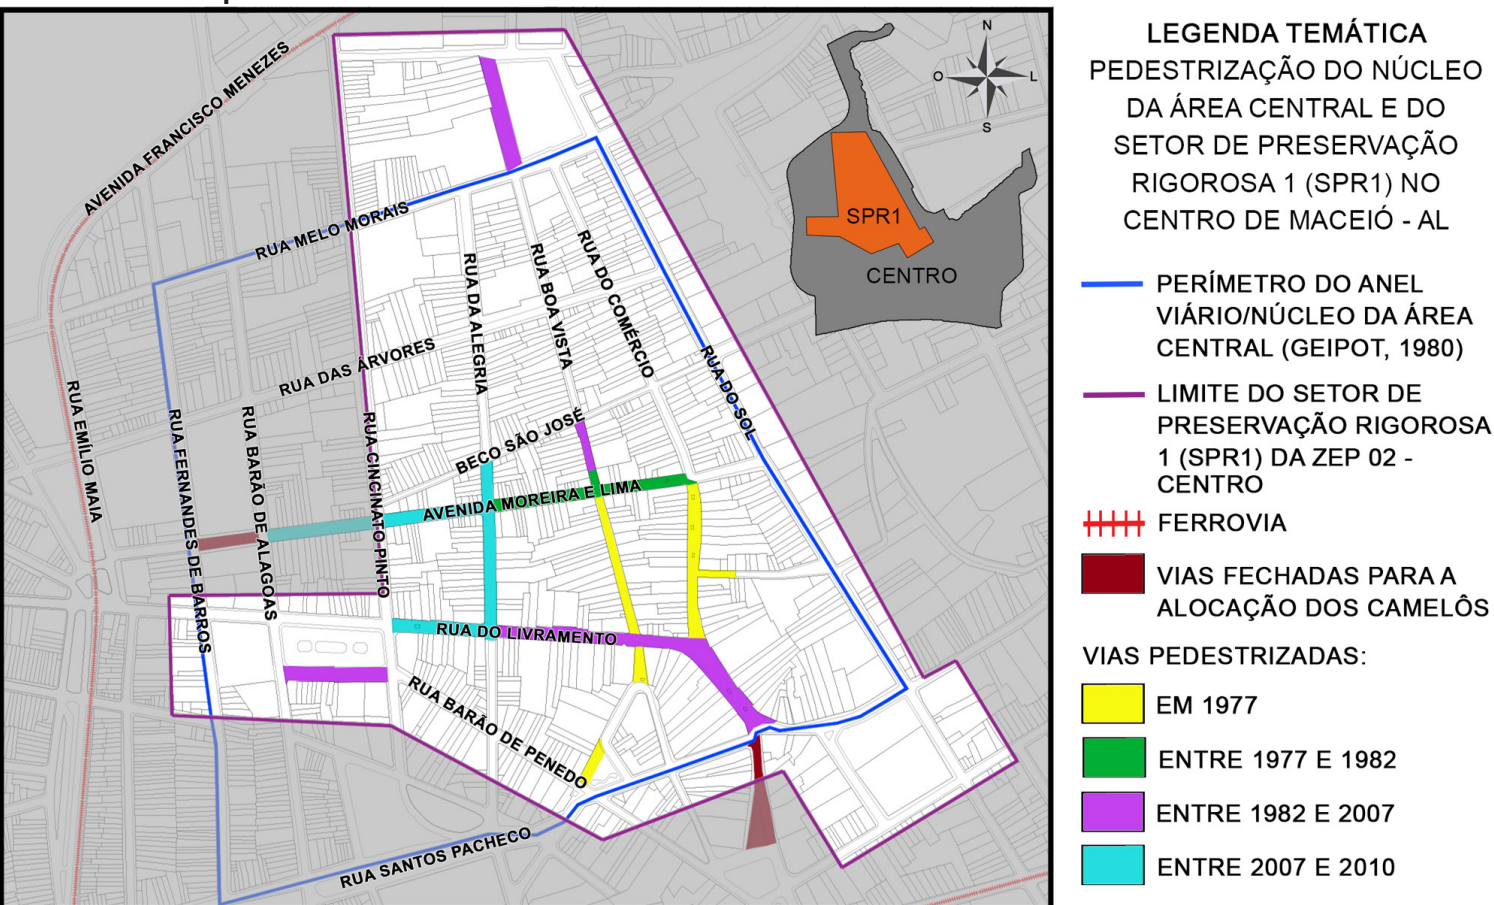 AVENIDA FRANCISCO MENEZES
RUA MELO MORAIS
RUA DAS ÁRVORES
RUA DA ALEGRIA
RUA BOA VISTA
RUA DO COMÉRCIO
RUA DO SOL
RUA EMÍLIO MAIA
RUA FERNANDES DE BARROS
RUA BARÃO DE ALAGOAS
RUA CINCINATO PINTO
BECO SÃO JOSÉ
AVENIDA MOREIRA E LIMA
RUA DO LIVRAMENTO
RUA BARÃO DE PENEDO
RUA SANTOS PACHECO
N
O
L
S
SPR1
CENTRO
LEGENDA TEMÁTICA
PEDESTRIZAÇÃO DO NÚCLEO
DA ÁREA CENTRAL E DO
SETOR DE PRESERVAÇÃO
RIGOROSA 1 (SPR1) NO
CENTRO DE MACEIÓ - AL
PERÍMETRO DO ANEL
VIÁRIO/NÚCLEO DA ÁREA
CENTRAL (GEIPOT, 1980)
LIMITE DO SETOR DE
PRESERVAÇÃO RIGOROSA
1 (SPR1) DA ZEP 02 -
CENTRO
FERROVIA
VIAS FECHADAS PARA A
ALOCAÇÃO DOS CAMELÔS
VIAS PEDESTRIZADAS:
EM 1977
ENTRE 1977 E 1982
ENTRE 1982 E 2007
ENTRE 2007 E 2010